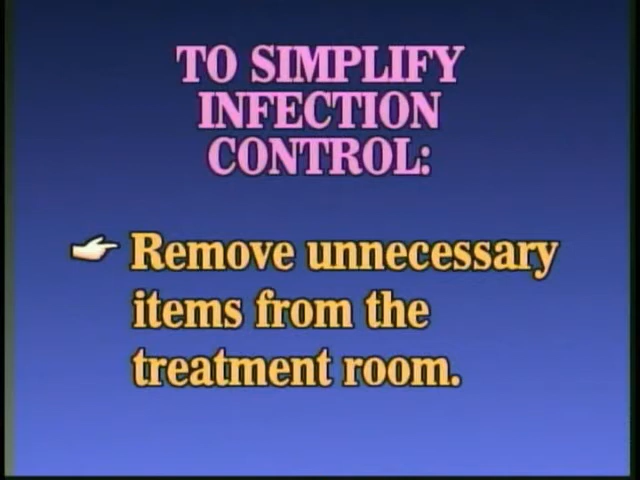 TO SIMPLIFY
INFECTION
CONTROL:
Remove unnecessary
items from the
treatment room.